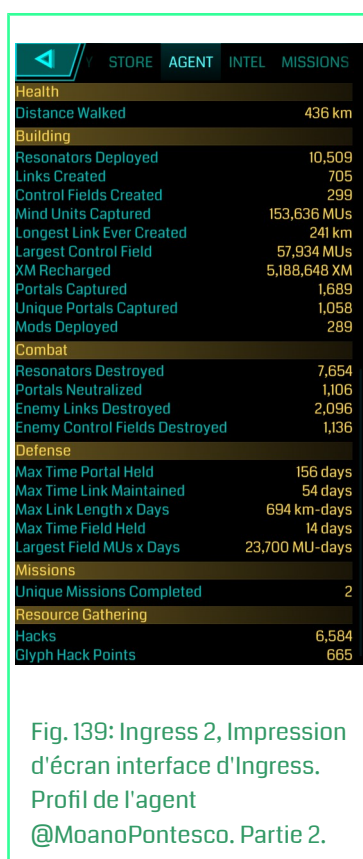 Y STORE AGENT INTEL MISSIONS
Health
Distance Walked 436 km
Building
Resonators Deployed 10,509
Links Created 705
Control Fields Created 299
Mind Units Captured 153,636 MUs
Longest Link Ever Created 241 km
Largest Control Field 57,934 MUs
XM Recharged 5,188,648 XM
Portals Captured 1,689
Unique Portals Captured 1,058
Mods Deployed 289
Combat
Resonators Destroyed 7,654
Portals Neutralized 1,106
Enemy Links Destroyed 2,096
Enemy Control Fields Destroyed 1,136
Defense
Max Time Portal Held 156 days
Max Time Link Maintained 54 days
Max Link Length x Days 694 km-days
Max Time Field Held 14 days
Largest Field MUs x Days 23,700 MU-days
Missions
Unique Missions Completed 2
Resource Gathering
Hacks 6,584
Glyph Hack Points 665
Fig. 139: Ingress 2, Impression
d'écran interface d'Ingress.
Profil de l'agent
@MoanoPontesco. Partie 2.